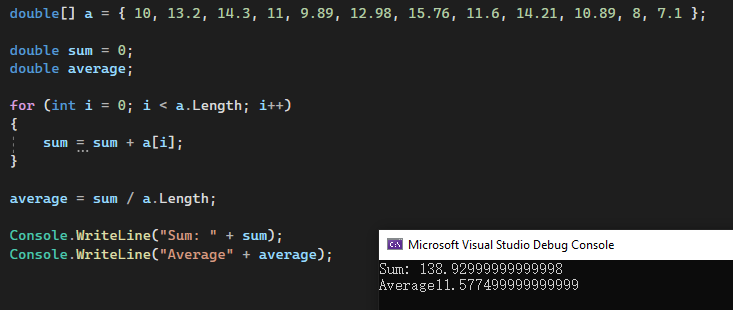 double[] a = { 10, 13.2, 14.3, 11, 9.89, 12.98, 15.76, 11.6, 14.21, 10.89, 8, 7.1 };
double sum = 0;
double average;
for (int i = 0; i < a.Length; i++)
{
sum = sum + a[i];
}
average = sum / a.Length;
Console.WriteLine("Sum: " + sum);
Console.WriteLine("Average" + average);
C:\
Microsoft Visual Studio Debug Console
Sum: 138.92999999999998
Average11.577499999999999